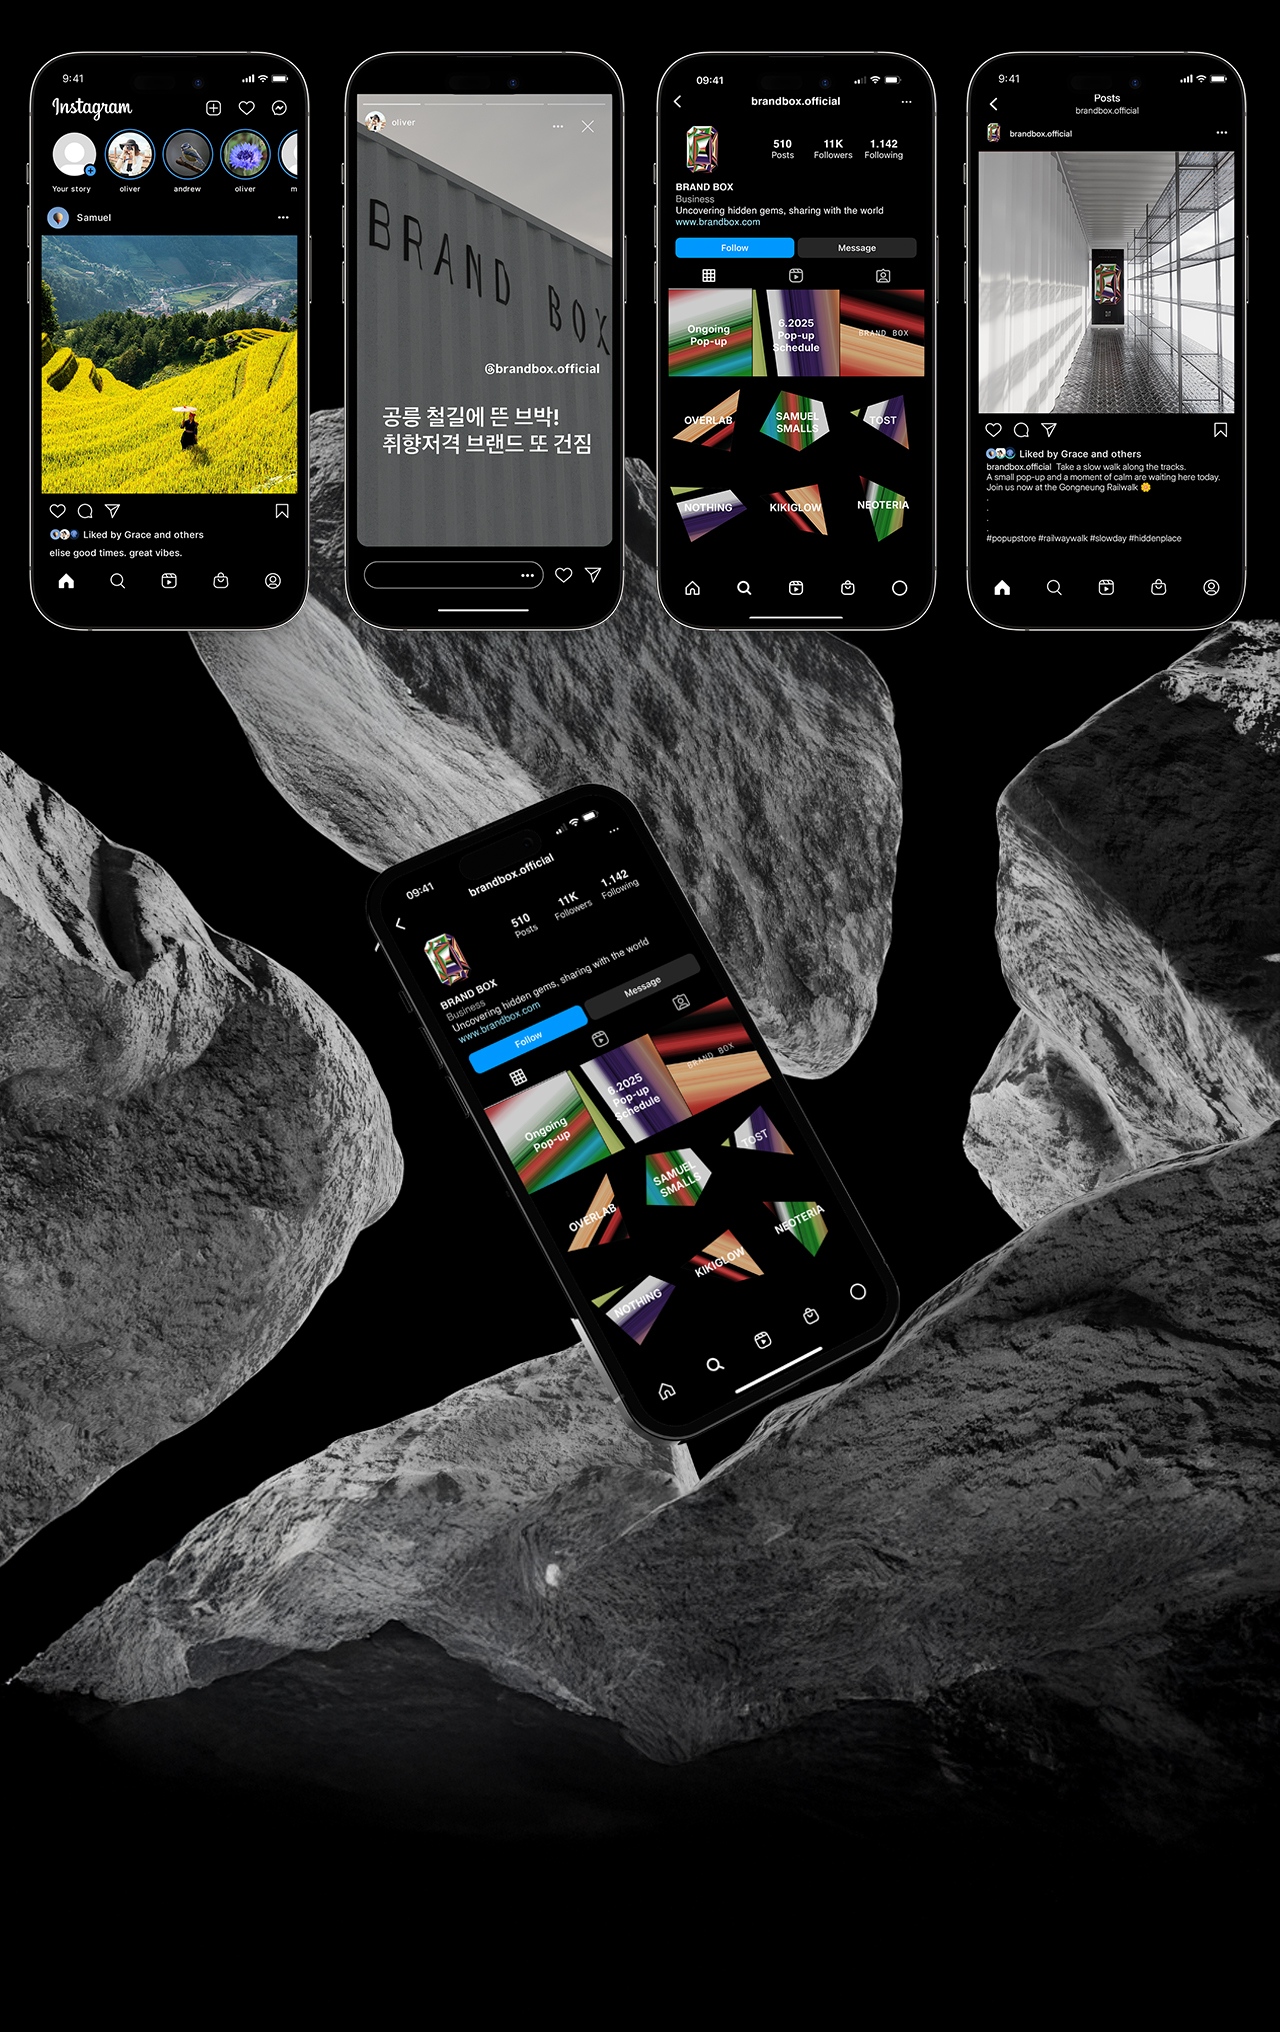 9:41
Instagram
Your story
oliver
andrew
oliver
m
Samuel
Liked by Grace and others
elise good times. great vibes.
oliver
BRAND BOX
@brandbox.official
공릉 철길에 뜬 브박!
취향저격 브랜드 또 건짐
09:41
brandbox.official
510
Posts
11K
Followers
1.142
Following
BRAND BOX
Business
Uncovering hidden gems, sharing with the world
www.brandbox.com
Follow
Message
Ongoing
Pop-up
6.2025
Pop-up
Schedule
BRAND BOX
OVERLAB
SAMUEL
SMALLS
TOST
NOTHING
KIKIGLOW
NEOTERIA
9:41
Posts
brandbox.official
brandbox.official
Liked by Grace and others
brandbox.official Take a slow walk along the tracks.
A small pop-up and a moment of calm are waiting here today.
Join us now at the Gongneung Railwalk 🌼
.
.
.
.
#popupstore #railwaywalk #slowday #hiddenplace
09:41
brandbox.official
510
Posts
11K
Followers
1.142
Following
BRAND BOX
Business
Uncovering hidden gems, sharing with the world
www.brandbox.com
Follow
Message
Ongoing
Pop-up
6.2025
Pop-up
Schedule
BRAND BOX
OVERLAB
SAMUEL
SMALLS
TOST
NOTHING
KIKIGLOW
NEOTERIA